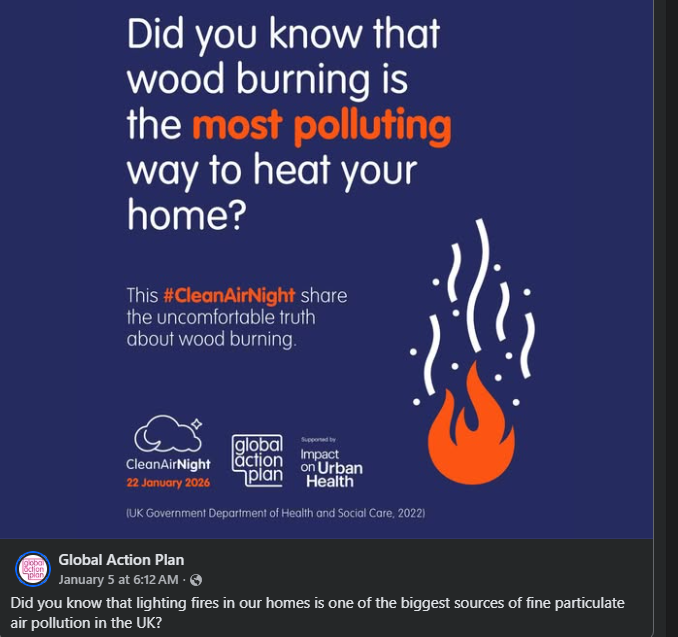 Did you know that
wood burning is
the most polluting
way to heat your
home?
This #CleanAirNight share
the uncomfortable truth
about wood burning.
CleanAirNight
22 January 2026
global
action
plan
Supported by
Impact
on Urban
Health
(UK Government Department of Health and Social Care, 2022)
global
action
plan
Global Action Plan
January 5 at 6:12 AM ·
Did you know that lighting fires in our homes is one of the biggest sources of fine particulate
air pollution in the UK?